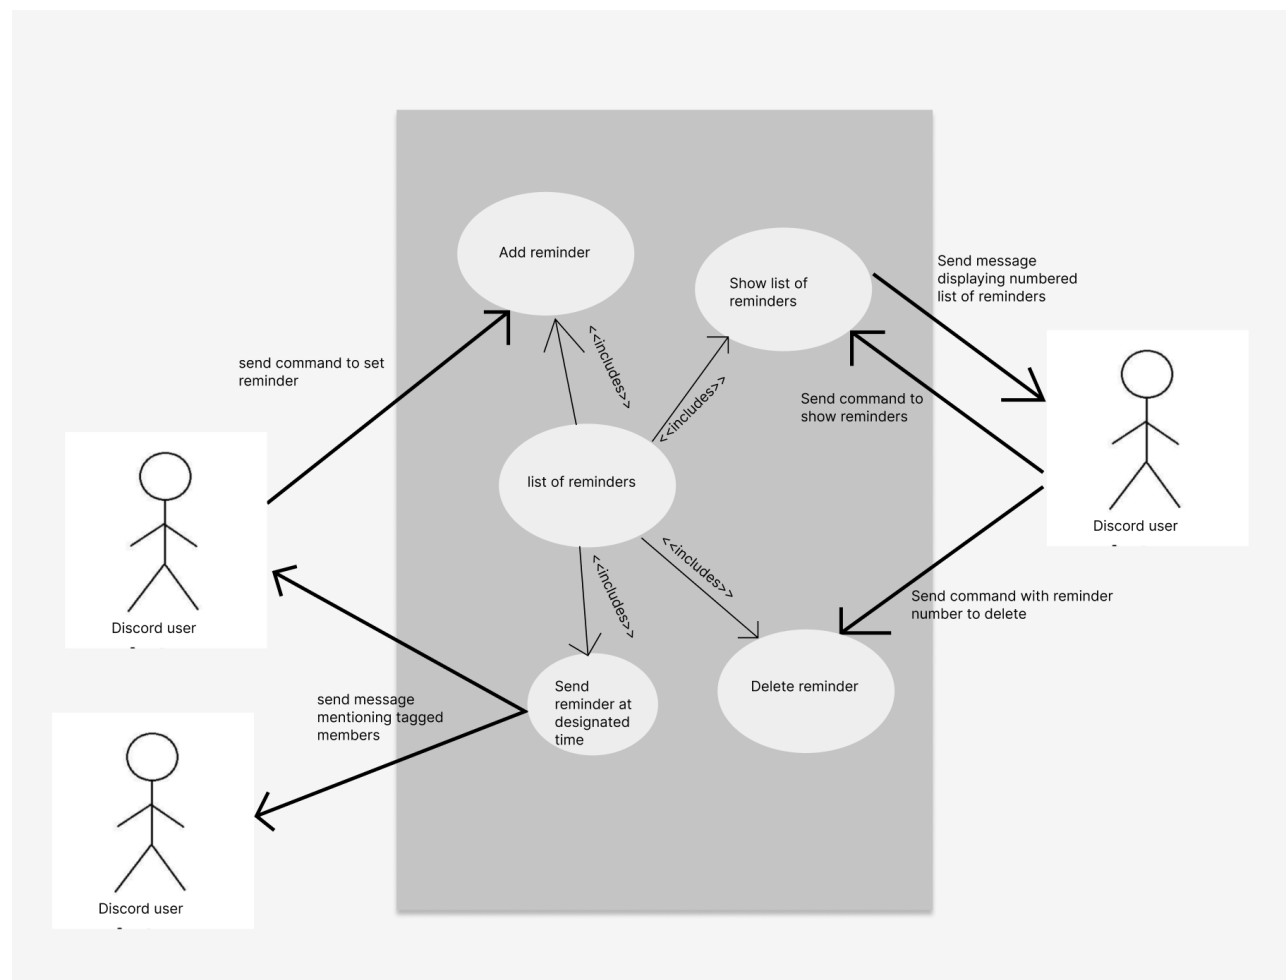 Add reminder
Show list of
reminders
Send message
displaying numbered
list of reminders
<<includes>>
send command to set
reminder
<<includes>>
Send command to
show reminders
list of reminders
Discord user
<<includes>>
<<includes>>
Send command with reminder
number to delete
Discord user
Send
reminder at
designated
time
Delete reminder
send message
mentioning tagged
members
Discord user